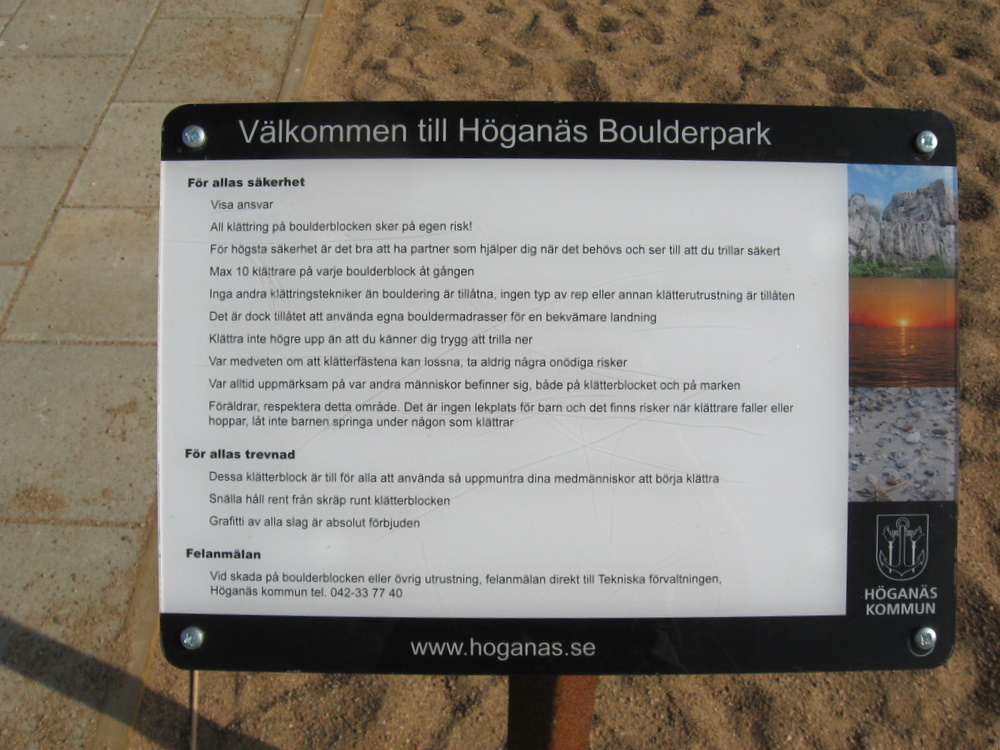 Välkommen till Höganäs Boulderpark
För allas säkerhet
Visa ansvar
All klättring på boulderblocken sker på egen risk!
För högsta säkerhet är det bra att ha partner som hjälper dig när det behövs och ser till att du trillar säkert
Max 10 klättrare på varje boulderblock åt gången
Inga andra klättringstekniker än bouldering är tillåtna, ingen typ av rep eller annan klätterutrustning är tillåten
Det är dock tillåtet att använda egna bouldermadrasser för en bekvämare landning
Klättra inte högre upp än att du känner dig trygg att trilla ner
Var medveten om att klätterfästena kan lossna, ta aldrig några onödiga risker
Var alltid uppmärksam på var andra människor befinner sig, både på klätterblocket och på marken
Föräldrar, respektera detta område. Det är ingen lekplats för barn och det finns risker när klättrare faller eller
hoppar, låt inte barnen springa under någon som klättrar
För allas trevnad
Dessa klätterblock är till för alla att använda så uppmuntra dina medmänniskor att börja klättra
Snälla håll rent från skräp runt klätterblocken
Grafitti av alla slag är absolut förbjuden
Felanmälan
Vid skada på boulderblocken eller övrig utrustning, felanmälan direkt till Tekniska förvaltningen,
Höganäs kommun tel. 042-33 77 40
HÖGANÄS
KOMMUN
www.hoganas.se